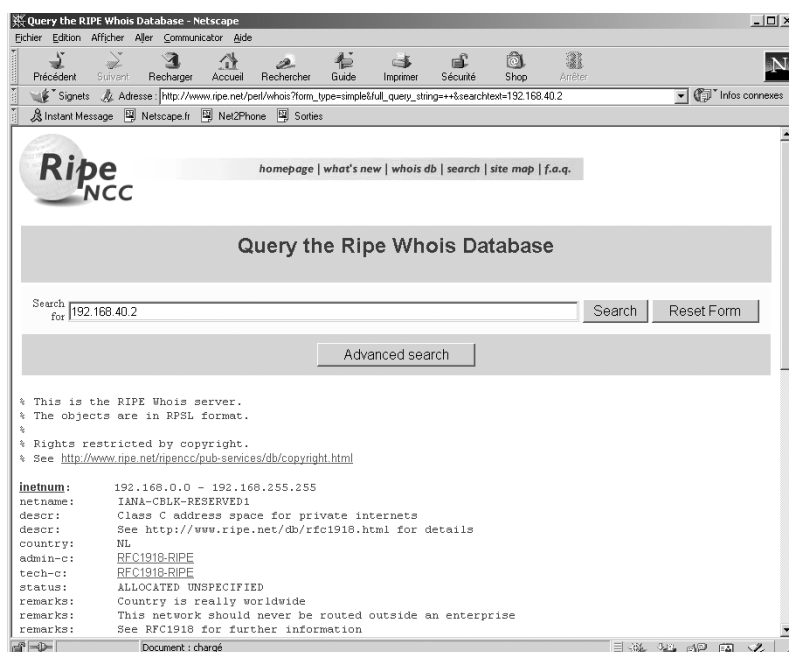 Query the RIPE Whois Database - Netscape
Fichier Edition Afficher Aller Communicator Aide
Précédent Suivant Recharger Accueil Rechercher Guide Imprimer Sécurité Shop Arrêter
N
Signets Adresse : http://www.ripe.net/perl/whois?form_type=simple&full_query_string=++&searchtext=192.168.40.2 Infos connexes
Instant Message Netscape.fr Net2Phone Sorties
Ripe NCC
homepage | what's new | whois db | search | site map | f.a.q.
Query the Ripe Whois Database
Search for 192.168.40.2 Search Reset Form
Advanced search
% This is the RIPE Whois server.
% The objects are in RPSL format.
%
% Rights restricted by copyright.
% See http://www.ripe.net/ripencc/pub-services/db/copyright.html
inetnum: 192.168.0.0 - 192.168.255.255
netname: IANA-CBLK-RESERVED1
descr: Class C address space for private internets
descr: See http://www.ripe.net/db/rfc1918.html for details
country: NL
admin-c: RFC1918-RIPE
tech-c: RFC1918-RIPE
status: ALLOCATED UNSPECIFIED
remarks: Country is really worldwide
remarks: This network should never be routed outside an enterprise
remarks: See RFC1918 for further information
Document : chargé